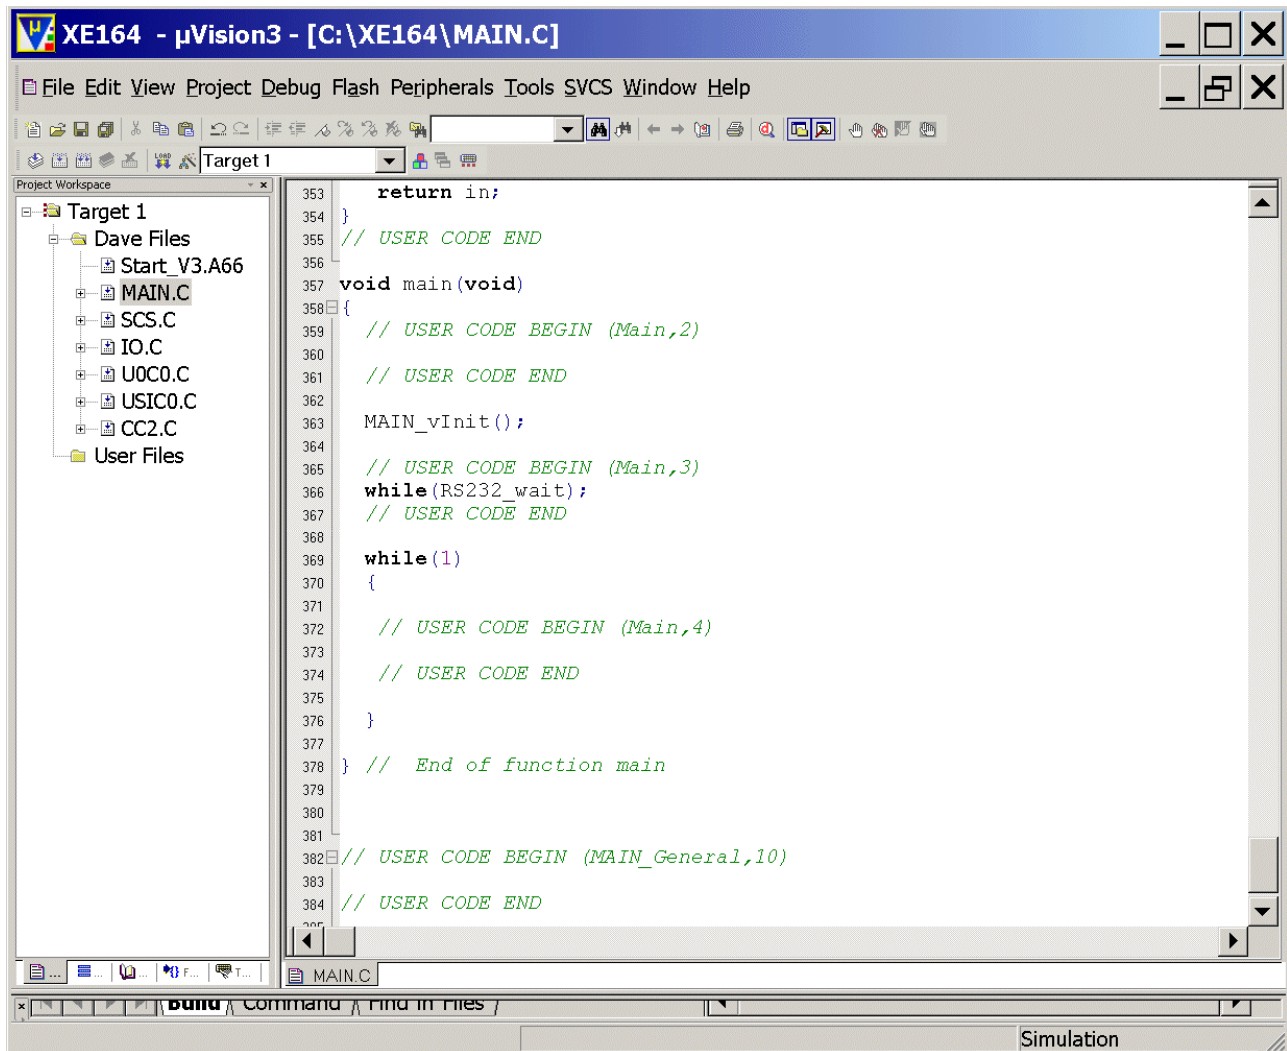 XE164 - µVision3 - [C:\XE164\MAIN.C]
File Edit View Project Debug Flash Peripherals Tools SVCS Window Help
LOAD Target 1
Project Workspace
Target 1
Dave Files
Start_V3.A66
MAIN.C
SCS.C
IO.C
U0C0.C
USIC0.C
CC2.C
User Files
353 return in;
354 }
355 // USER CODE END
356
357 void main(void)
358 {
359 // USER CODE BEGIN (Main,2)
360
361 // USER CODE END
362
363 MAIN_vInit();
364
365 // USER CODE BEGIN (Main,3)
366 while(RS232_wait);
367 // USER CODE END
368
369 while(1)
370 {
371
372 // USER CODE BEGIN (Main,4)
373
374 // USER CODE END
375
376 }
377
378 } // End of function main
379
380
381
382 // USER CODE BEGIN (MAIN_General,10)
383
384 // USER CODE END
385
... ... ... F... T...
MAIN.C
Build Command Find in Files
Simulation